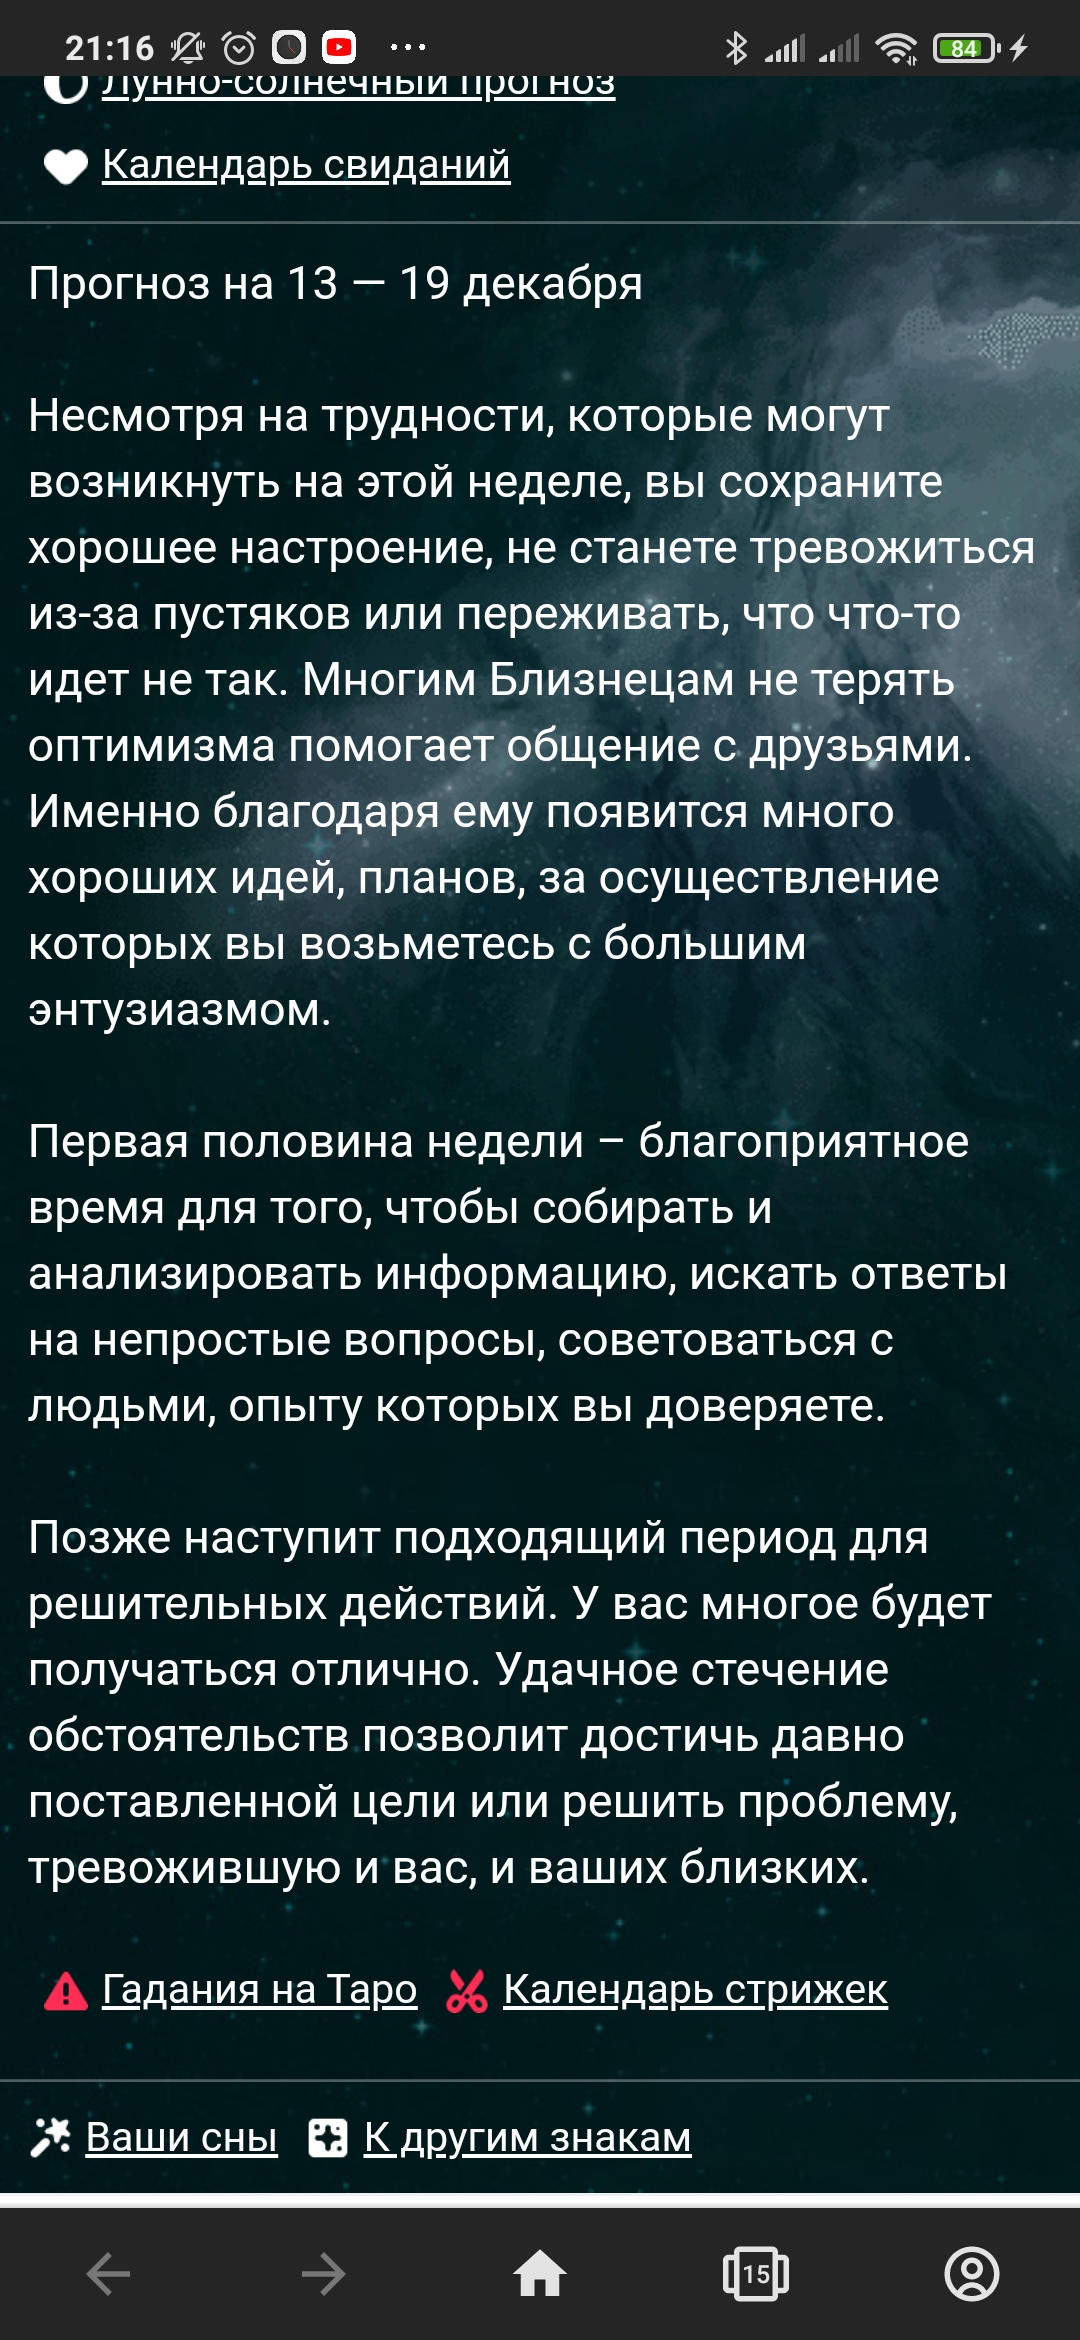 21:16
84
Лунно-солнечный прогноз
Календарь свиданий
Прогноз на 13 — 19 декабря
Несмотря на трудности, которые могут
возникнуть на этой неделе, вы сохраните
хорошее настроение, не станете тревожиться
из-за пустяков или переживать, что что-то
идет не так. Многим Близнецам не терять
оптимизма помогает общение с друзьями.
Именно благодаря ему появится много
хороших идей, планов, за осуществление
которых вы возьметесь с большим
энтузиазмом.
Первая половина недели – благоприятное
время для того, чтобы собирать и
анализировать информацию, искать ответы
на непростые вопросы, советоваться с
людьми, опыту которых вы доверяете.
Позже наступит подходящий период для
решительных действий. У вас многое будет
получаться отлично. Удачное стечение
обстоятельств позволит достичь давно
поставленной цели или решить проблему,
тревожившую и вас, и ваших близких.
Гадания на Таро Календарь стрижек
Ваши сны К другим знакам
15